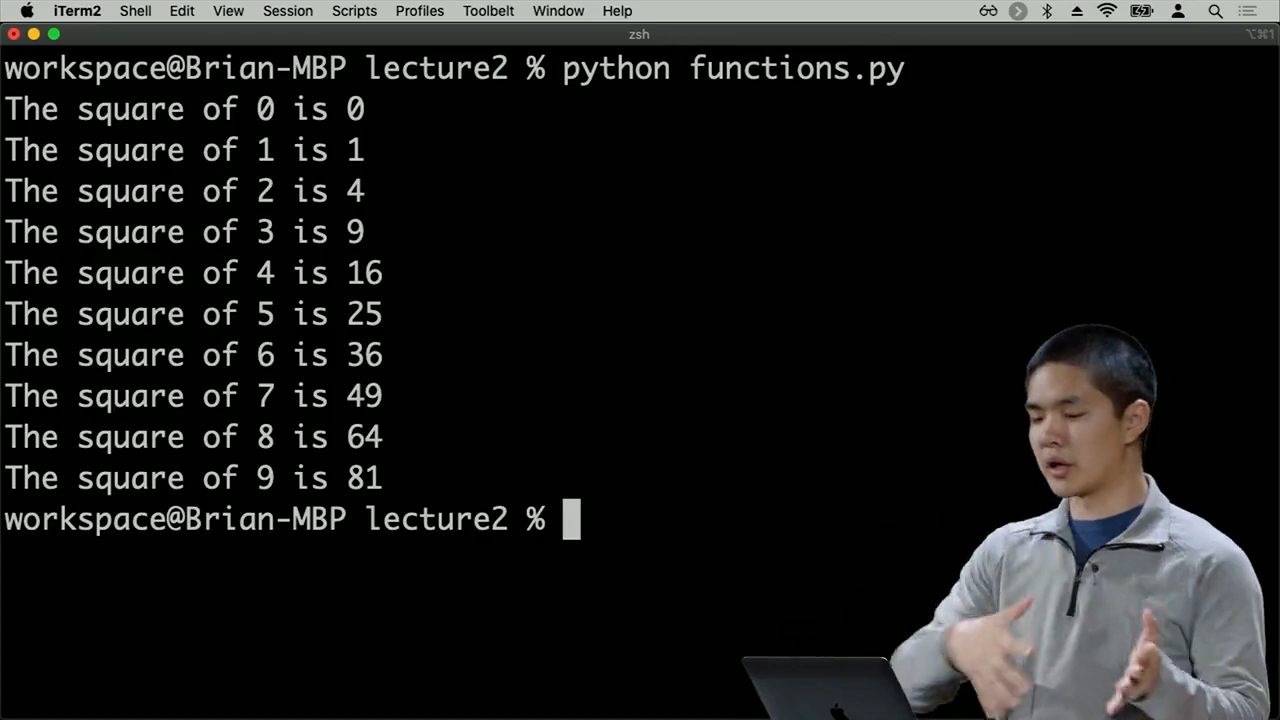 iTerm2 Shell Edit View Session Scripts Profiles Toolbelt Window Help
zsh
⌥⌘1
workspace@Brian-MBP lecture2 % python functions.py
The square of 0 is 0
The square of 1 is 1
The square of 2 is 4
The square of 3 is 9
The square of 4 is 16
The square of 5 is 25
The square of 6 is 36
The square of 7 is 49
The square of 8 is 64
The square of 9 is 81
workspace@Brian-MBP lecture2 %